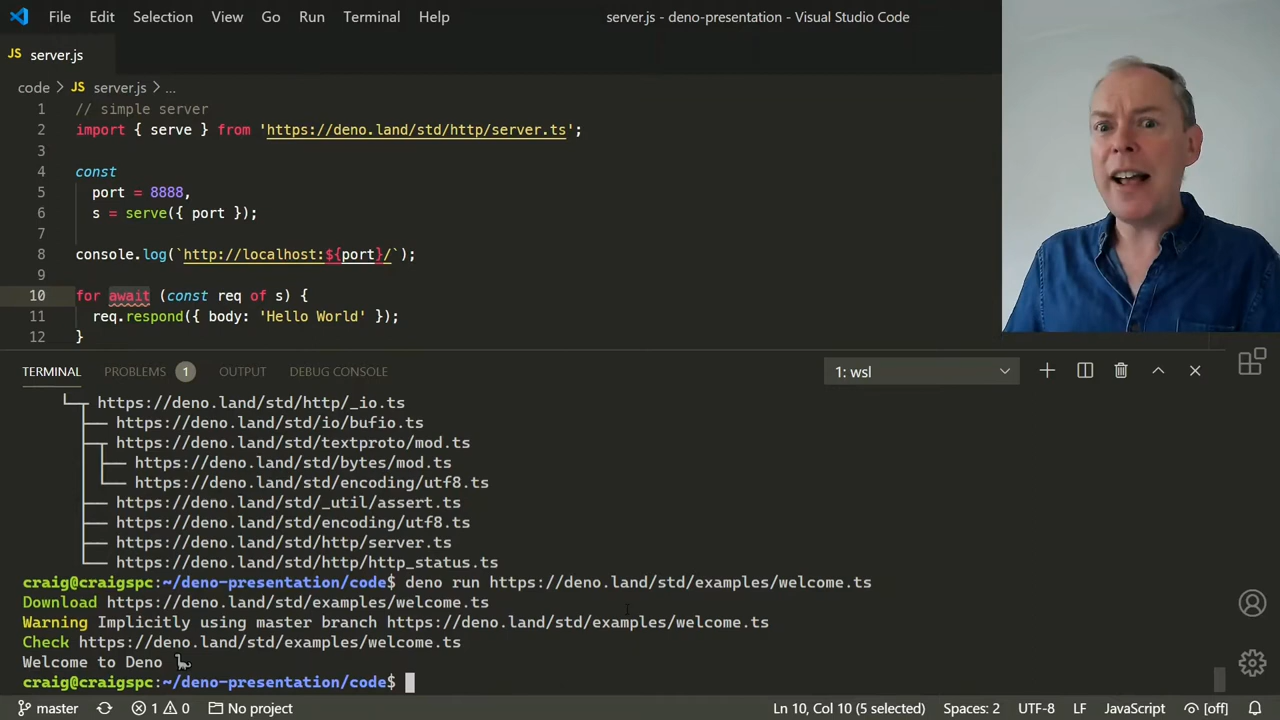 File Edit Selection View Go Run Terminal Help server.js - deno-presentation - Visual Studio Code
JS server.js
code > JS server.js > ...
1 // simple server
2 import { serve } from 'https://deno.land/std/http/server.ts';
3
4 const
5 port = 8888,
6 s = serve({ port });
7
8 console.log(`http://localhost:${port}/`);
9
10 for await (const req of s) {
11 req.respond({ body: 'Hello World' });
12 }
TERMINAL PROBLEMS 1 OUTPUT DEBUG CONSOLE 1: wsl
https://deno.land/std/http/_io.ts
https://deno.land/std/io/bufio.ts
https://deno.land/std/textproto/mod.ts
https://deno.land/std/bytes/mod.ts
https://deno.land/std/encoding/utf8.ts
https://deno.land/std/_util/assert.ts
https://deno.land/std/encoding/utf8.ts
https://deno.land/std/http/server.ts
https://deno.land/std/http/http_status.ts
craig@craigspc:~/deno-presentation/code$ deno run https://deno.land/std/examples/welcome.ts
Download https://deno.land/std/examples/welcome.ts
Warning Implicitly using master branch https://deno.land/std/examples/welcome.ts
Check https://deno.land/std/examples/welcome.ts
Welcome to Deno 🦕
craig@craigspc:~/deno-presentation/code$
master 1 0 No project Ln 10, Col 10 (5 selected) Spaces: 2 UTF-8 LF JavaScript [off]